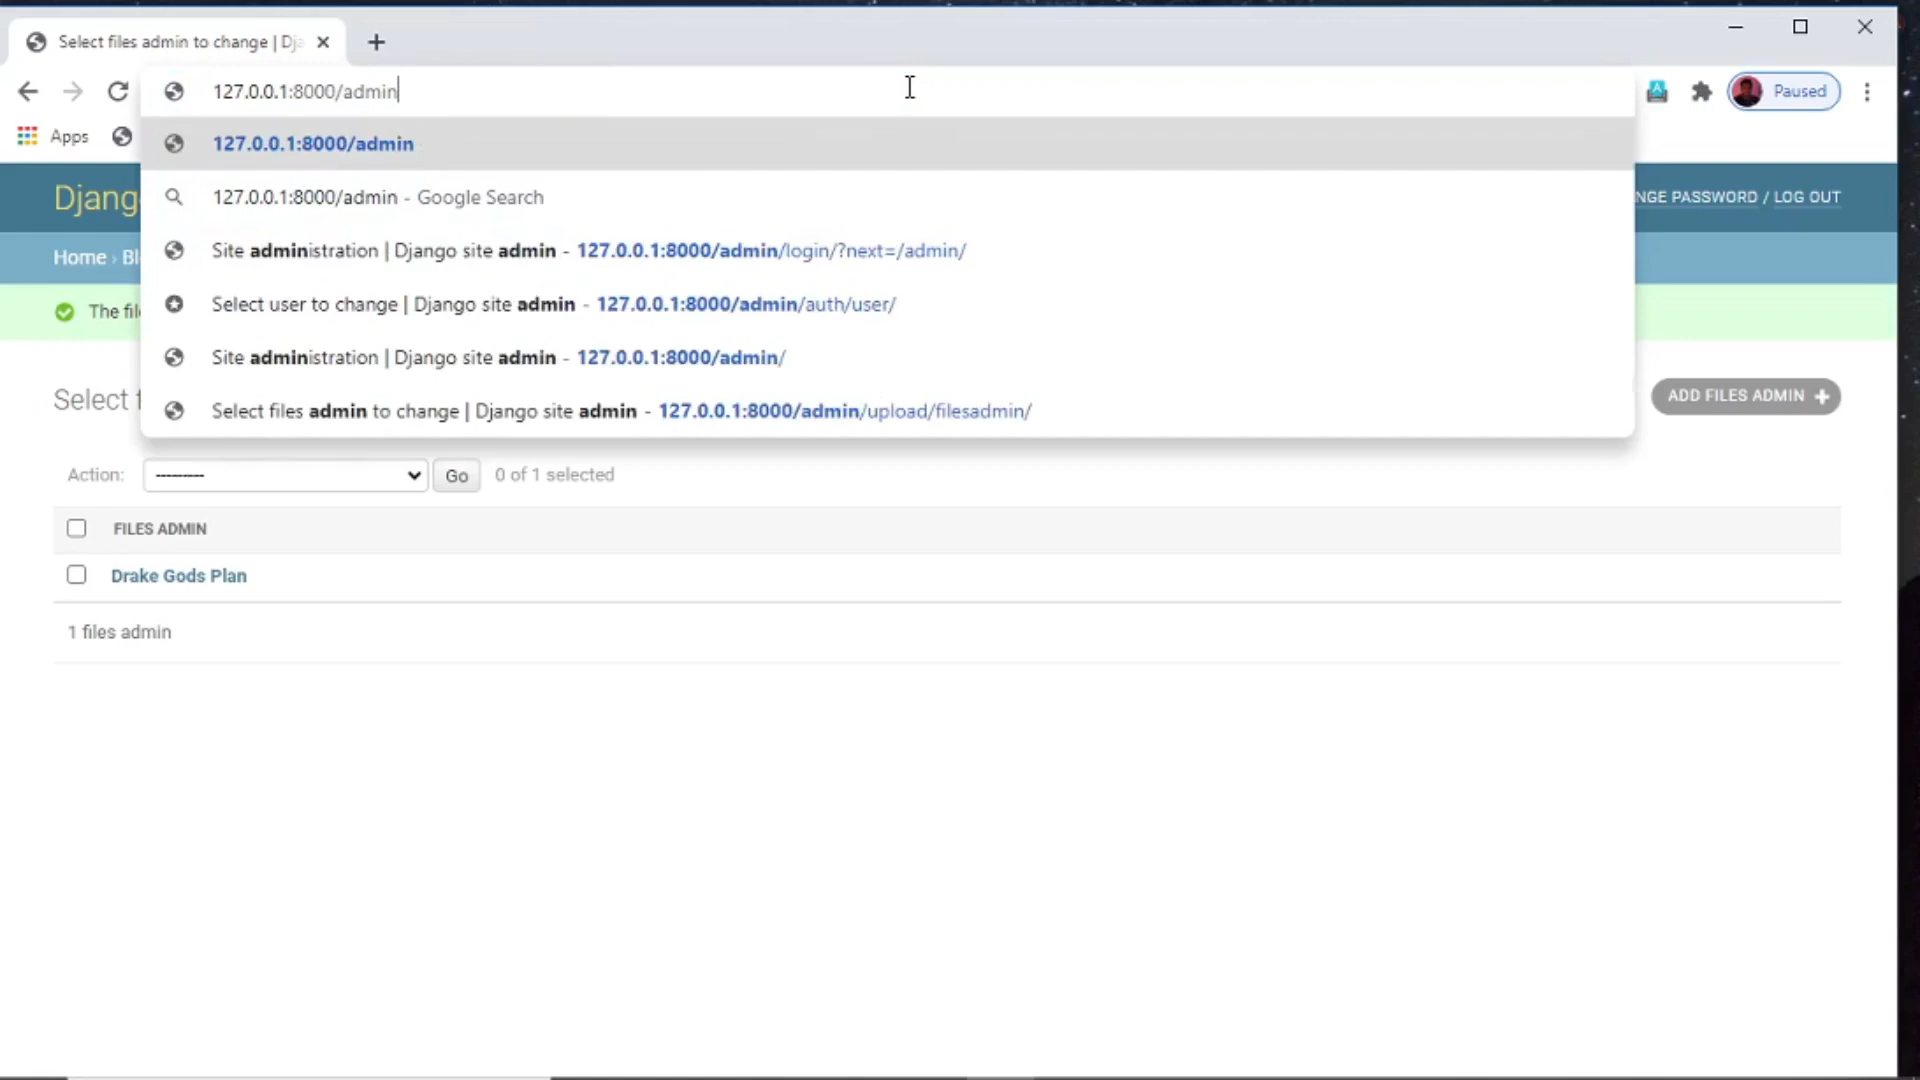 Select files admin to change | Dj
127.0.0.1:8000/admin
Paused
Apps
127.0.0.1:8000/admin
127.0.0.1:8000/admin - Google Search
Site administration | Django site admin - 127.0.0.1:8000/admin/login/?next=/admin/
Select user to change | Django site admin - 127.0.0.1:8000/admin/auth/user/
Site administration | Django site admin - 127.0.0.1:8000/admin/
Select files admin to change | Django site admin - 127.0.0.1:8000/admin/upload/filesadmin/
Djang
NGE PASSWORD / LOG OUT
Home › Bl
The fil
Select f
ADD FILES ADMIN +
Action: --------- Go 0 of 1 selected
FILES ADMIN
Drake Gods Plan
1 files admin